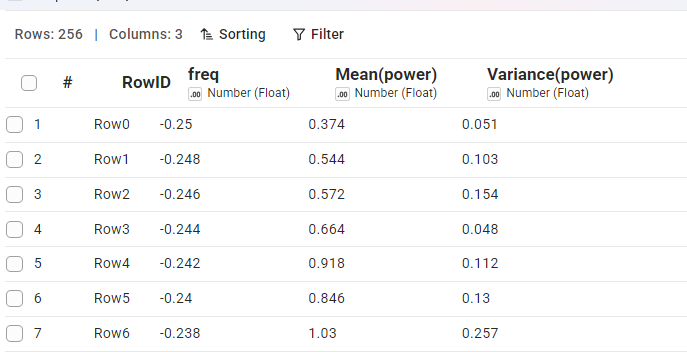 Rows: 256 | Columns: 3 Sorting Filter
# RowID freq Mean(power) Variance(power)
.00 Number (Float) .00 Number (Float) .00 Number (Float)
1 Row0 -0.25 0.374 0.051
2 Row1 -0.248 0.544 0.103
3 Row2 -0.246 0.572 0.154
4 Row3 -0.244 0.664 0.048
5 Row4 -0.242 0.918 0.112
6 Row5 -0.24 0.846 0.13
7 Row6 -0.238 1.03 0.257